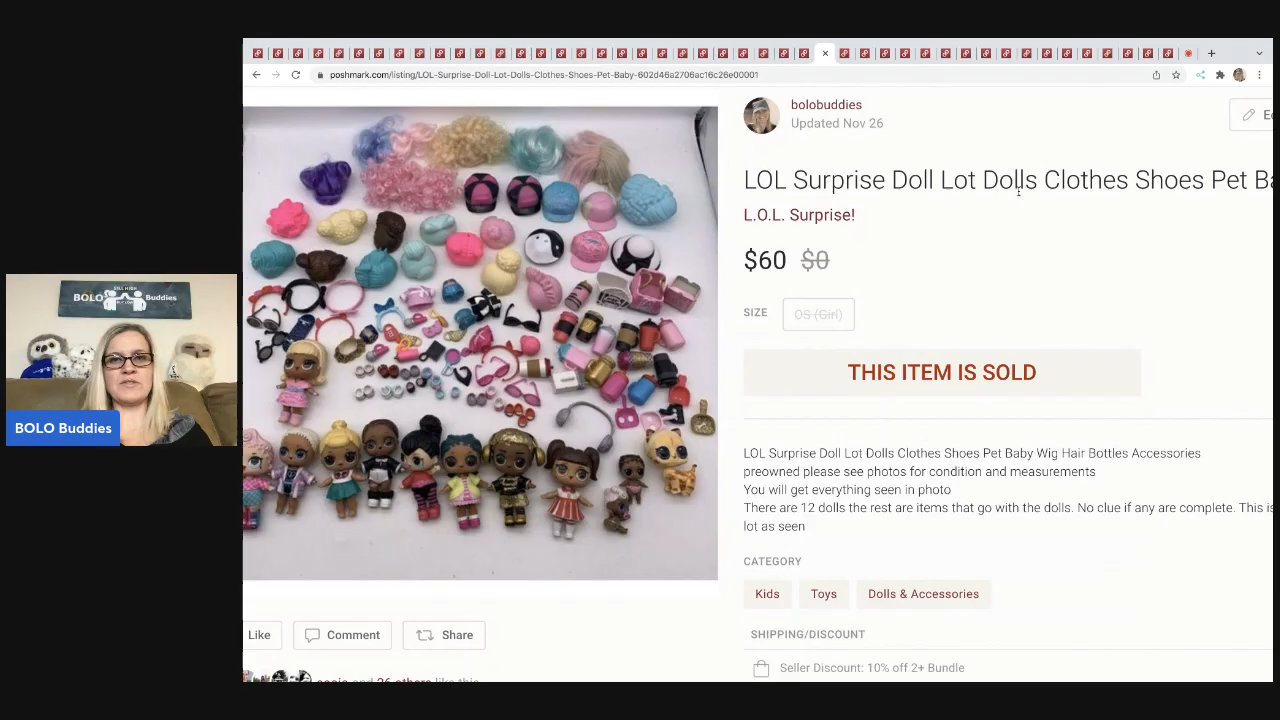 poshmark.com/listing/LOL-Surprise-Doll-Lot-Dolls-Clothes-Shoes-Pet-Baby-602d46a2706ac16c26e00001
bolobuddies
Updated Nov 26
LOL Surprise Doll Lot Dolls Clothes Shoes Pet Ba
L.O.L. Surprise!
$60 $0
SIZE OS (Girl)
THIS ITEM IS SOLD
LOL Surprise Doll Lot Dolls Clothes Shoes Pet Baby Wig Hair Bottles Accessories
preowned please see photos for condition and measurements
You will get everything seen in photo
There are 12 dolls the rest are items that go with the dolls. No clue if any are complete. This is
lot as seen
CATEGORY
Kids Toys Dolls & Accessories
SHIPPING/DISCOUNT
Seller Discount: 10% off 2+ Bundle
Like Comment Share
and 26 others like this
BOLO Buddies
BOLO Buddies